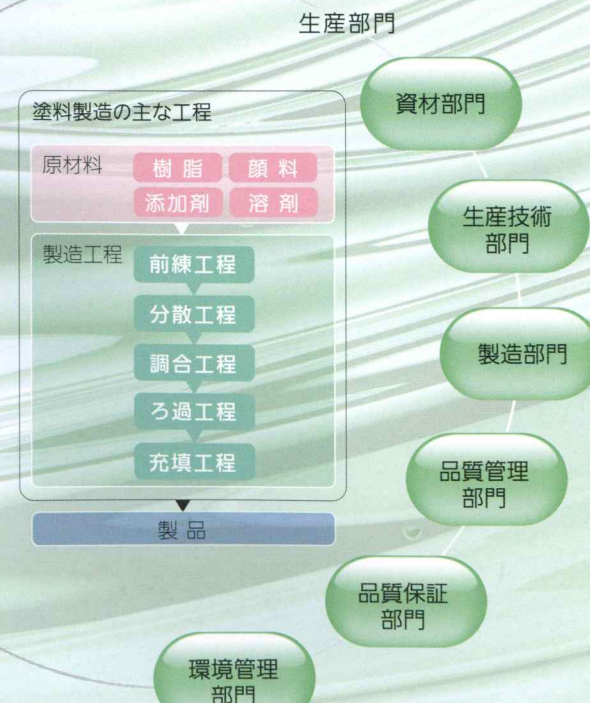 生産部門
塗料製造の主な工程
原材料
樹脂 顔料
添加剤 溶剤
製造工程
前練工程
分散工程
調合工程
ろ過工程
充填工程
製品
資材部門
生産技術
部門
製造部門
品質管理
部門
品質保証
部門
環境管理
部門